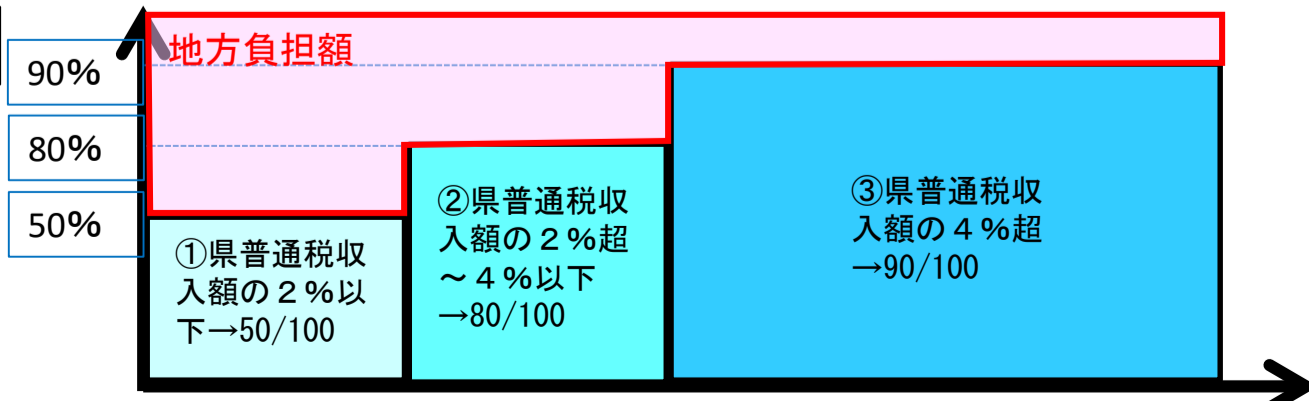 地方負担額
90%
80%
50%
①県普通税収
入額の２%以
下→50/100
②県普通税収
入額の２%超
～４%以下
→80/100
③県普通税収
入額の４%超
→90/100